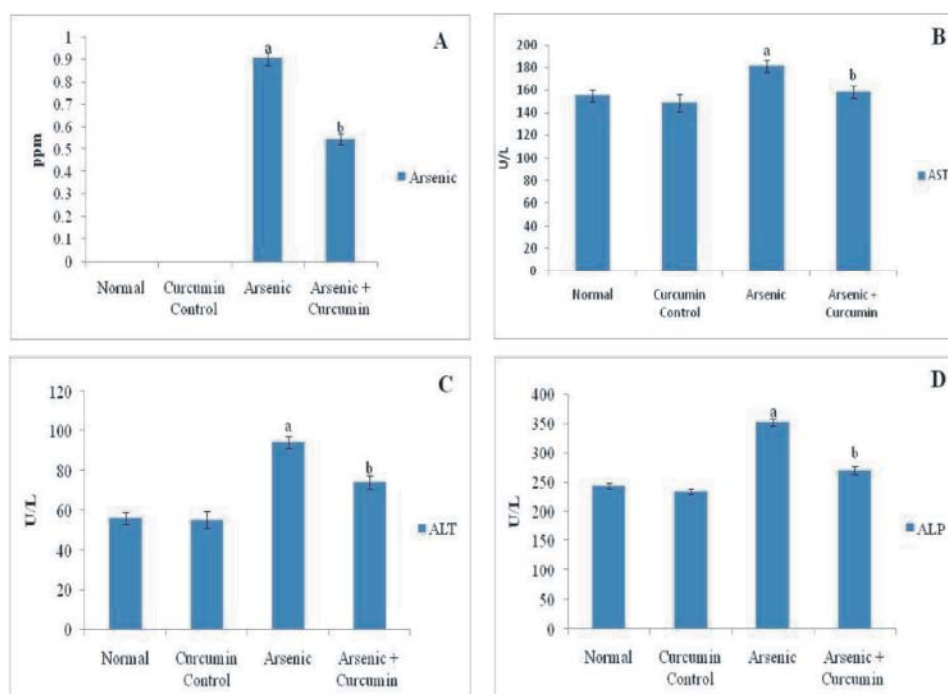 A
1
0.9
0.8
0.7
0.6
0.5
0.4
0.3
0.2
0.1
0
ppm
a
b
Arsenic
Normal Curcumin Arsenic Arsenic +
Control Curcumin
B
200
180
160
140
120
100
80
60
40
20
0
U/L
a
b
AST
Normal Curcumin Arsenic Arsenic +
Control Curcumin
C
120
100
80
60
40
20
0
U/L
a
b
ALT
Normal Curcumin Arsenic Arsenic +
Control Curcumin
D
400
350
300
250
200
150
100
50
0
U/L
a
b
ALP
Normal Curcumin Arsenic Arsenic +
Control Curcumin